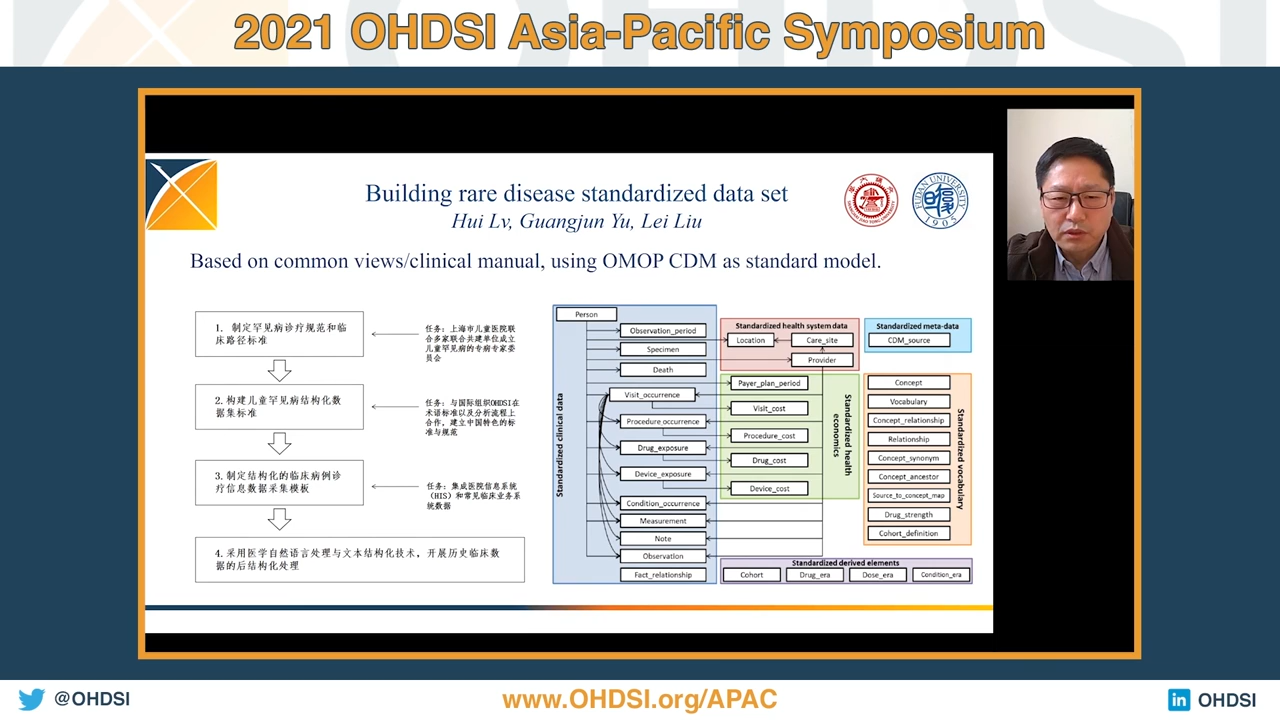 2021 OHDSI Asia-Pacific Symposium
Building rare disease standardized data set
Hui Lv, Guangjun Yu, Lei Liu
Based on common views/clinical manual, using OMOP CDM as standard model.
1. 制定罕见病诊疗规范和临
床路径标准
任务：上海市儿童医院联
合多家联合共建单位成立
儿童罕见病的专病专家委
员会
2. 构建儿童罕见病结构化数
据集标准
任务：与国际组织OHDSI在
术语标准以及分析流程上
合作，建立中国特色的标
准与规范
3. 制定结构化的临床病例诊
疗信息数据采集模板
任务：集成医院信息系统
（HIS）和常见临床业务系
统数据
4. 采用医学自然语言处理与文本结构化技术，开展历史临床数
据的后结构化处理
Standardized clinical data
Person
Observation_period
Specimen
Death
Visit_occurrence
Procedure_occurrence
Drug_exposure
Device_exposure
Condition_occurrence
Measurement
Note
Observation
Fact_relationship
Standardized health system data
Location
Care_site
Provider
Payer_plan_period
Visit_cost
Procedure_cost
Drug_cost
Device_cost
Standardized health
economics
Standardized meta-data
CDM_source
Concept
Vocabulary
Concept_relationship
Relationship
Concept_synonym
Concept_ancestor
Source_to_concept_map
Drug_strength
Cohort_definition
Standardized vocabulary
Standardized derived elements
Cohort
Drug_era
Dose_era
Condition_era
@OHDSI
www.OHDSI.org/APAC
in OHDSI